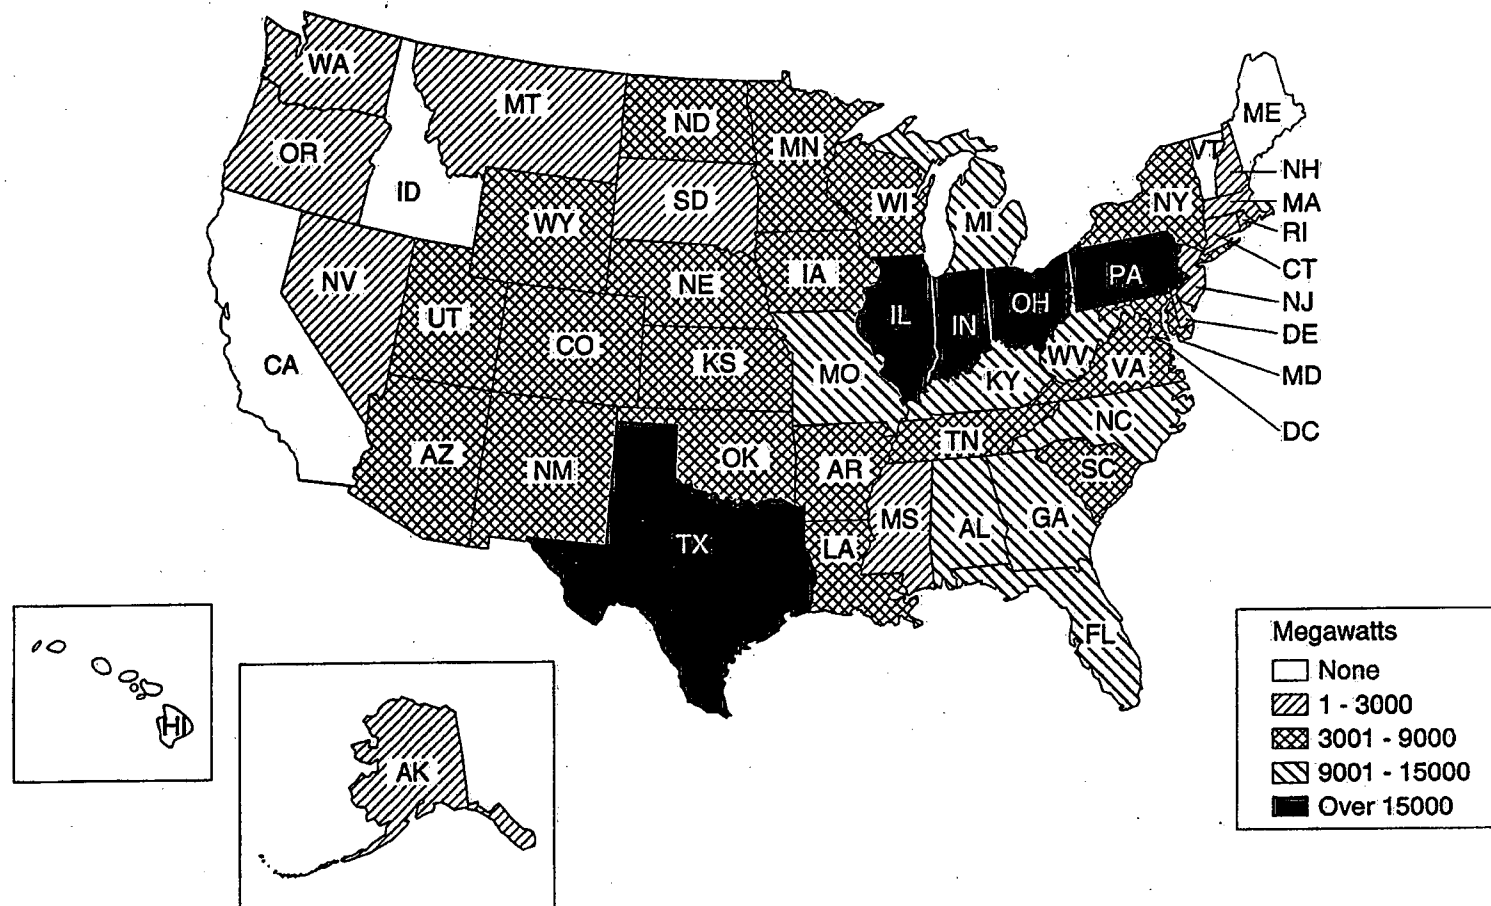 WA
MT
ND
MN
ME
VT
OR
ID
SD
WI
MI
NY
NH
MA
RI
WY
IA
PA
CT
NV
UT
NE
IL
IN
OH
NJ
DE
CA
CO
KS
MO
KY
WV
VA
MD
DC
AZ
NM
OK
AR
TN
NC
SC
TX
LA
MS
AL
GA
FL
HI
AK
Megawatts
None
1 - 3000
3001 - 9000
9001 - 15000
Over 15000